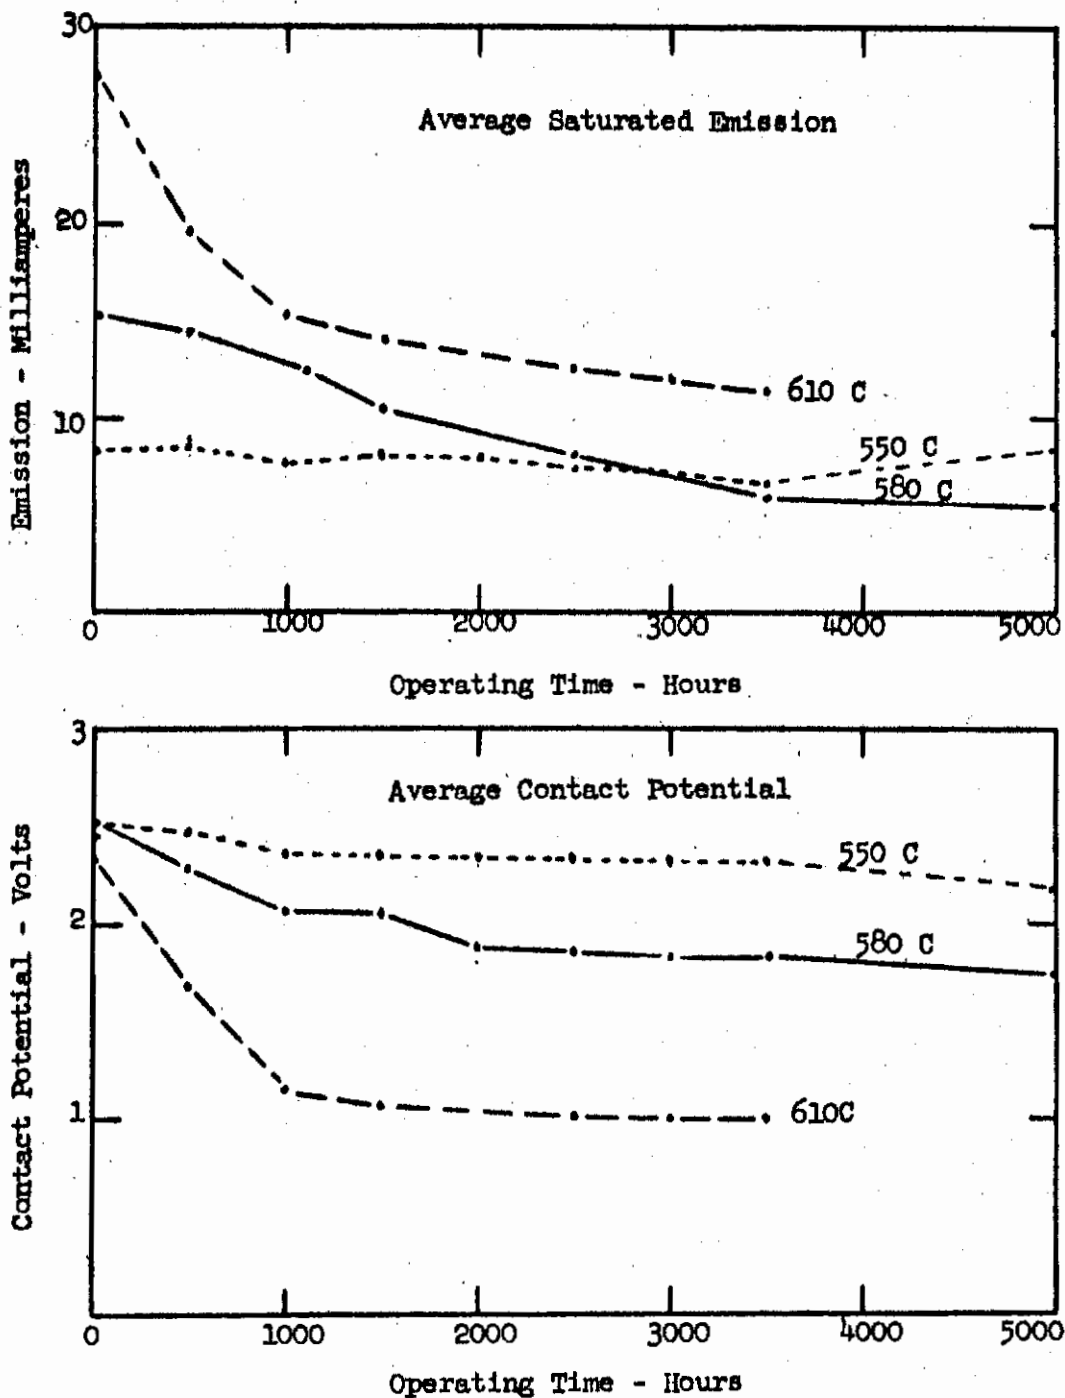 30
Average Saturated Emission
Emission - Milliamperes
20
10
610 C
550 C
580 C
0 1000 2000 3000 4000 5000
Operating Time - Hours
3
Average Contact Potential
Contact Potential - Volts
550 C
2
580 C
1
610C
0 1000 2000 3000 4000 5000
Operating Time - Hours